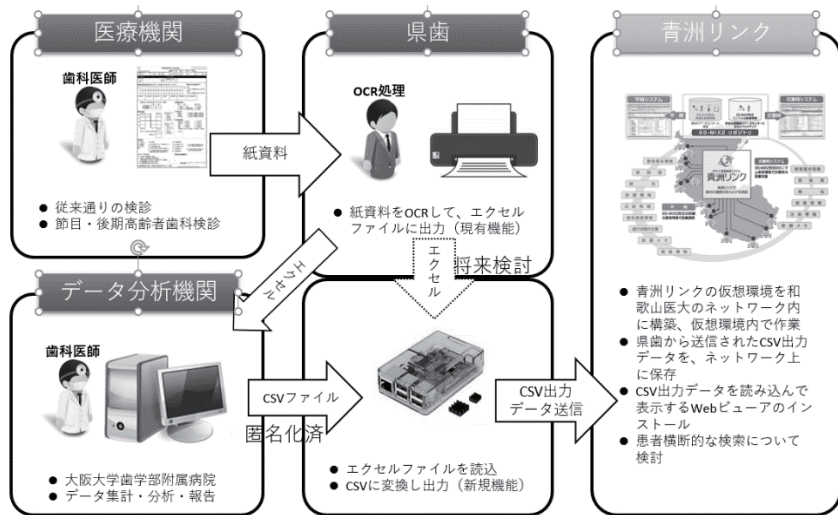 医療機関
歯科医師
紙資料
従来通りの検診
節目・後期高齢者歯科検診
県歯
OCR処理
紙資料をOCRして、エクセル
ファイルに出力（現有機能）
エクセル
エクセル
将来検討
データ分析機関
歯科医師
大阪大学歯学部附属病院
データ集計・分析・報告
CSVファイル
匿名化済
エクセルファイルを読込
CSVに変換し出力（新規機能）
CSV出力
データ送信
青洲リンク
SS-MIX2 リポジトリ
青洲リンク
青洲リンクの仮想環境を和
歌山医大のネットワーク内
に構築、仮想環境内で作業
県歯から送信されたCSV出力
データを、ネットワーク上
に保存
CSV出力データを読み込んで
表示するWebビューアのイン
ストール
患者横断的な検索について
検討